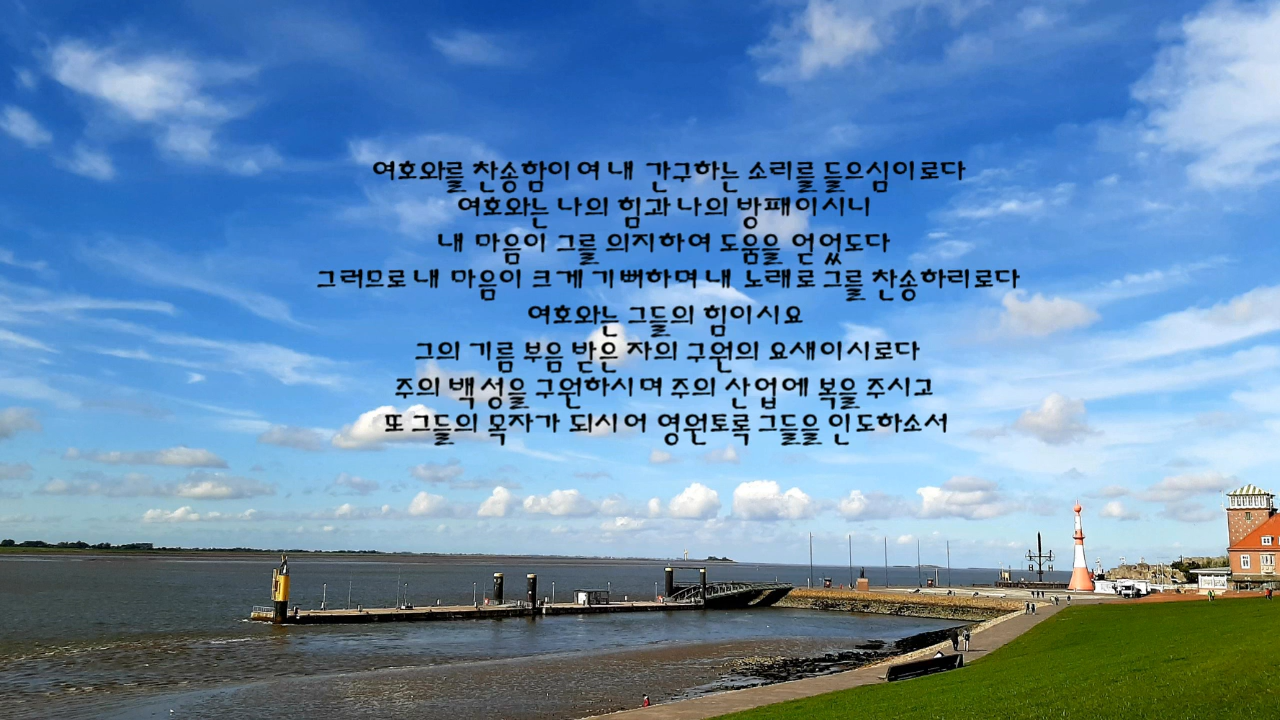 여호와를 찬송함이여 내 간구하는 소리를 들으심이로다
여호와는 나의 힘과 나의 방패이시니
내 마음이 그를 의지하여 도움을 얻었도다
그러므로 내 마음이 크게 기뻐하며 내 노래로 그를 찬송하리로다
여호와는 그들의 힘이시요
그의 기름 부음 받은 자의 구원의 요새이시로다
주의 백성을 구원하시며 주의 산업에 복을 주시고
또 그들의 목자가 되시어 영원토록 그들을 인도하소서